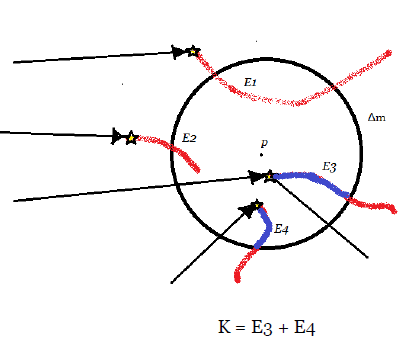 E1
Δm
E2
p
E3
E4
K = E3 + E4